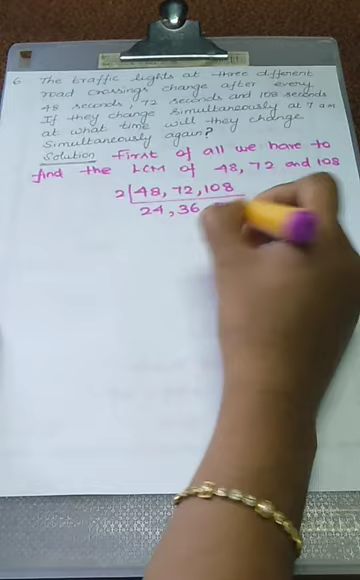 6. The traffic lights at three different
road crossings change after every
48 seconds, 72 seconds and 108 seconds
If they change simultaneously at 7 am
at what time will they change
simultaneously again?
Solution First of all we have to
find the LCM of 48, 72 and 108
2 48, 72, 108
24, 36